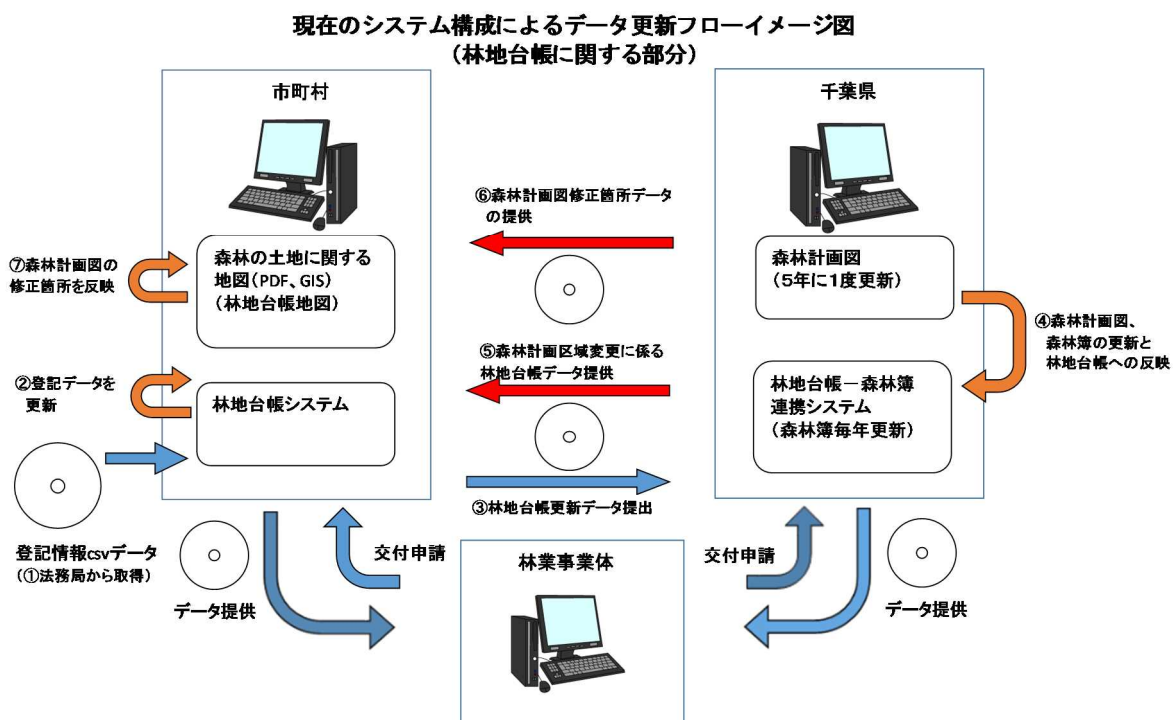 現在のシステム構成によるデータ更新フローイメージ図
（林地台帳に関する部分）
市町村
千葉県
⑥森林計画図修正箇所データ
の提供
⑦森林計画図の
修正箇所を反映
森林の土地に関する
地図（PDF、GIS）
（林地台帳地図）
森林計画図
（５年に１度更新）
④森林計画図、
森林簿の更新と
林地台帳への反映
⑤森林計画区域変更に係る
林地台帳データ提供
②登記データを
更新
林地台帳システム
林地台帳－森林簿
連携システム
（森林簿毎年更新）
③林地台帳更新データ提出
登記情報csvデータ
（①法務局から取得）
データ提供
交付申請
林業事業体
交付申請
データ提供